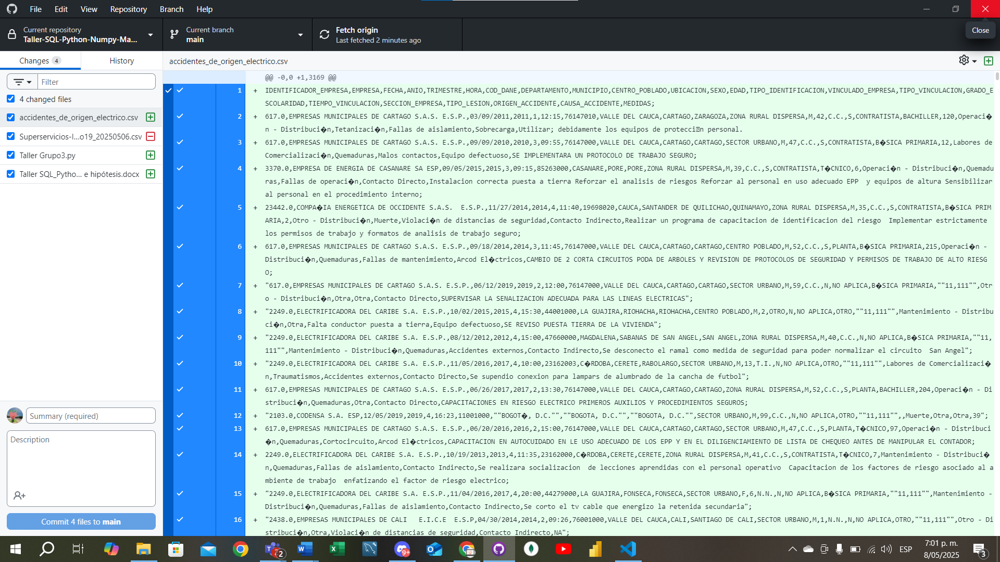 File Edit View Repository Branch Help
Close
Current repository
Taller-SQL-Python-Numpy-Ma...
Current branch
main
Fetch origin
Last fetched 2 minutes ago
Changes 4
History
Filter
4 changed files
accidentes_de_origen_electrico.csv
Superservicios-I...o19_20250506.csv
Taller Grupo3.py
Taller SQL_Pytho... e hipótesis.docx
Summary (required)
Description
Commit 4 files to main
accidentes_de_origen_electrico.csv
@@ -0,0 +1,3169 @@
1 + IDENTIFICADOR_EMPRESA,EMPRESA,FECHA,ANIO,TRIMESTRE,HORA,COD_DANE,DEPARTAMENTO,MUNICIPIO,CENTRO_POBLADO,UBICACION,SEXO,EDAD,TIPO_IDENTIFICACION,VINCULADO_EMPRESA,TIPO_VINCULACION,GRADO_E
SCOLARIDAD,TIEMPO_VINCULACION,SECCION_EMPRESA,TIPO_LESION,ORIGEN_ACCIDENTE,CAUSA_ACCIDENTE,MEDIDAS;
2 + 617.0,EMPRESAS MUNICIPALES DE CARTAGO S.A.S. E.S.P.,03/09/2011,2011,1,12:15,76147010,VALLE DEL CAUCA,CARTAGO,ZARAGOZA,ZONA RURAL DISPERSA,M,42,C.C.,S,CONTRATISTA,BACHILLER,120,Operaci�
n - Distribuci�n,Tetanizaci�n,Fallas de aislamiento,Sobrecarga,Utilizar; debidamente los equipos de protecci�n personal.
3 + 617.0,EMPRESAS MUNICIPALES DE CARTAGO S.A.S. E.S.P.,09/09/2010,2010,3,09:55,76147000,VALLE DEL CAUCA,CARTAGO,CARTAGO,SECTOR URBANO,M,47,C.C.,S,CONTRATISTA,B�SICA PRIMARIA,12,Labores de
Comercializaci�n,Quemaduras,Malos contactos,Equipo defectuoso,SE IMPLEMENTARA UN PROTOCOLO DE TRABAJO SEGURO;
4 + 3370.0,EMPRESA DE ENERGIA DE CASANARE SA ESP,09/05/2015,2015,3,09:15,85263000,CASANARE,PORE,PORE,ZONA RURAL DISPERSA,M,39,C.C.,S,CONTRATISTA,T�CNICO,6,Operaci�n - Distribuci�n,Quemadu
ras,Fallas de operaci�n,Contacto Directo,Instalacion correcta puesta a tierra Reforzar el analisis de riesgos Reforzar al personal en uso adecuado EPP  y equipos de altura Sensibilizar
al personal en el procedimiento interno;
5 + 23442.0,COMPA�IA ENERGETICA DE OCCIDENTE S.A.S.  E.S.P.,11/27/2014,2014,4,11:40,19698020,CAUCA,SANTANDER DE QUILICHAO,QUINAMAYO,ZONA RURAL DISPERSA,M,35,C.C.,S,CONTRATISTA,B�SICA PRIM
ARIA,2,Otro - Distribuci�n,Muerte,Violaci�n de distancias de seguridad,Contacto Indirecto,Realizar un programa de capacitacion de identificacion del riesgo  Implementar estrictamente
los permisos de trabajo y formatos de analisis de trabajo seguro;
6 + 617.0,EMPRESAS MUNICIPALES DE CARTAGO S.A.S. E.S.P.,09/18/2014,2014,3,11:45,76147000,VALLE DEL CAUCA,CARTAGO,CARTAGO,CENTRO POBLADO,M,52,C.C.,S,PLANTA,B�SICA PRIMARIA,215,Operaci�n -
Distribuci�n,Quemaduras,Fallas de mantenimiento,Arcod El�ctricos,CAMBIO DE 2 CORTA CIRCUITOS PODA DE ARBOLES Y REVISION DE PROTOCOLOS DE SEGURIDAD Y PERMISOS DE TRABAJO DE ALTO RIESG
O;
7 + "617.0,EMPRESAS MUNICIPALES DE CARTAGO S.A.S. E.S.P.,06/12/2019,2019,2,12:00,76147000,VALLE DEL CAUCA,CARTAGO,CARTAGO,SECTOR URBANO,M,59,C.C.,N,NO APLICA,B�SICA PRIMARIA,""11,111"",Otr
o - Distribuci�n,Otra,Otra,Contacto Directo,SUPERVISAR LA SENALIZACION ADECUADA PARA LAS LINEAS ELECTRICAS";
8 + "2249.0,ELECTRIFICADORA DEL CARIBE S.A. E.S.P.,10/02/2015,2015,4,15:30,44001000,LA GUAJIRA,RIOHACHA,RIOHACHA,CENTRO POBLADO,M,2,OTRO,N,NO APLICA,OTRO,""11,111"",Mantenimiento - Distribu
ci�n,Otra,Falta conductor puesta a tierra,Equipo defectuoso,SE REVISO PUESTA TIERRA DE LA VIVIENDA";
9 + "2249.0,ELECTRIFICADORA DEL CARIBE S.A. E.S.P.,08/12/2012,2012,4,15:00,47660000,MAGDALENA,SABANAS DE SAN ANGEL,SAN ANGEL,ZONA RURAL DISPERSA,M,40,C.C.,N,NO APLICA,B�SICA PRIMARIA,""11,
111"",Mantenimiento - Distribuci�n,Quemaduras,Accidentes externos,Contacto Indirecto,Se desconecto el ramal como medida de seguridad para poder normalizar el circuito  San Angel";
10 + "2249.0,ELECTRIFICADORA DEL CARIBE S.A. E.S.P.,11/05/2016,2017,4,10:00,23162003,C�RDOBA,CERETE,RABOLARGO,SECTOR URBANO,M,13,T.I.,N,NO APLICA,OTRO,""11,111"",Labores de Comercializaci�
n,Traumatismos,Accidentes externos,Contacto Directo,Se supendio conexion para lampars de alumbrado de la cancha de futbol";
11 + 617.0,EMPRESAS MUNICIPALES DE CARTAGO S.A.S. E.S.P.,06/26/2017,2017,2,13:30,76147000,VALLE DEL CAUCA,CARTAGO,CARTAGO,ZONA RURAL DISPERSA,M,52,C.C.,S,PLANTA,BACHILLER,204,Operaci�n - Di
stribuci�n,Quemaduras,Otra,Contacto Directo,CAPACITACIONES EN RIESGO ELECTRICO PRIMEROS AUXILIOS Y PROCEDIMIENTOS SEGUROS;
12 + "2103.0,CODENSA S.A. ESP,12/05/2019,2019,4,16:23,11001000,""BOGOT�, D.C."",""BOGOTA, D.C."",""BOGOTA, D.C."",SECTOR URBANO,M,99,C.C.,N,NO APLICA,OTRO,""11,111"",,Muerte,Otra,Otra,39";
13 + 617.0,EMPRESAS MUNICIPALES DE CARTAGO S.A.S. E.S.P.,06/20/2016,2016,2,15:00,76147000,VALLE DEL CAUCA,CARTAGO,CARTAGO,SECTOR URBANO,M,47,C.C.,S,PLANTA,T�CNICO,97,Operaci�n - Distribuci
�n,Quemaduras,Cortocircuito,Arcod El�ctricos,CAPACITACION EN AUTOCUIDADO EN LE USO ADECUADO DE LOS EPP Y EN EL DILIGENCIAMIENTO DE LISTA DE CHEQUEO ANTES DE MANIPULAR EL CONTADOR;
14 + 2249.0,ELECTRIFICADORA DEL CARIBE S.A. E.S.P.,10/19/2013,2013,4,11:35,23162000,C�RDOBA,CERETE,CERETE,ZONA RURAL DISPERSA,M,41,C.C.,S,CONTRATISTA,T�CNICO,7,Mantenimiento - Distribuci�
n,Quemaduras,Fallas de aislamiento,Contacto Indirecto,Se realizara socializacion  de lecciones aprendidas con el personal operativo  Capacitacion de los factores de riesgo asociado al a
mbiente de trabajo  enfatizando el factor de riesgo electrico;
15 + "2249.0,ELECTRIFICADORA DEL CARIBE S.A. E.S.P.,11/04/2016,2017,4,20:00,44279000,LA GUAJIRA,FONSECA,FONSECA,SECTOR URBANO,F,6,N.N.,N,NO APLICA,B�SICA PRIMARIA,""11,111"",Mantenimiento -
Distribuci�n,Quemaduras,Fallas de aislamiento,Contacto Indirecto,Se corto el tv cable que energizo la retenida secundaria";
16 + "2438.0,EMPRESAS MUNICIPALES DE CALI   E.I.C.E  E.S.P,04/30/2014,2014,2,09:26,76001000,VALLE DEL CAUCA,CALI,SANTIAGO DE CALI,SECTOR URBANO,M,1,N.N.,N,NO APLICA,OTRO,""11,111"",Otro - Di
stribuci�n,Otra,Violaci�n de distancias de seguridad,Contacto Indirecto,NA";
2
9+
ESP
7:01 p. m.
8/05/2025
3